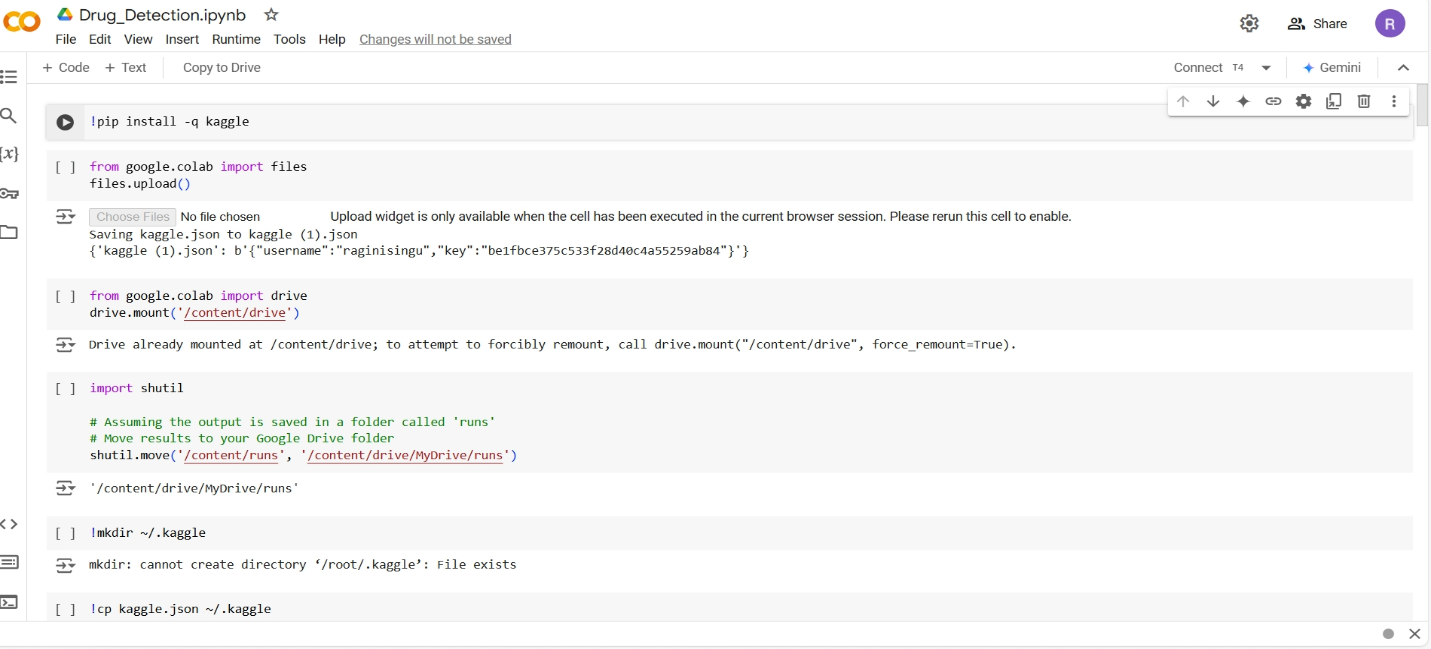 Drug_Detection.ipynb
File Edit View Insert Runtime Tools Help Changes will not be saved
Share
R
+ Code + Text Copy to Drive
Connect T4
Gemini
!pip install -q kaggle
[ ] from google.colab import files
files.upload()
Choose Files No file chosen Upload widget is only available when the cell has been executed in the current browser session. Please rerun this cell to enable.
Saving kaggle.json to kaggle (1).json
{'kaggle (1).json': b'{"username":"raginisingu","key":"be1fbce375c533f28d40c4a55259ab84"}'}
[ ] from google.colab import drive
drive.mount('/content/drive')
Drive already mounted at /content/drive; to attempt to forcibly remount, call drive.mount("/content/drive", force_remount=True).
[ ] import shutil
# Assuming the output is saved in a folder called 'runs'
# Move results to your Google Drive folder
shutil.move('/content/runs', '/content/drive/MyDrive/runs')
'/content/drive/MyDrive/runs'
[ ] !mkdir ~/.kaggle
mkdir: cannot create directory ‘/root/.kaggle’: File exists
[ ] !cp kaggle.json ~/.kaggle